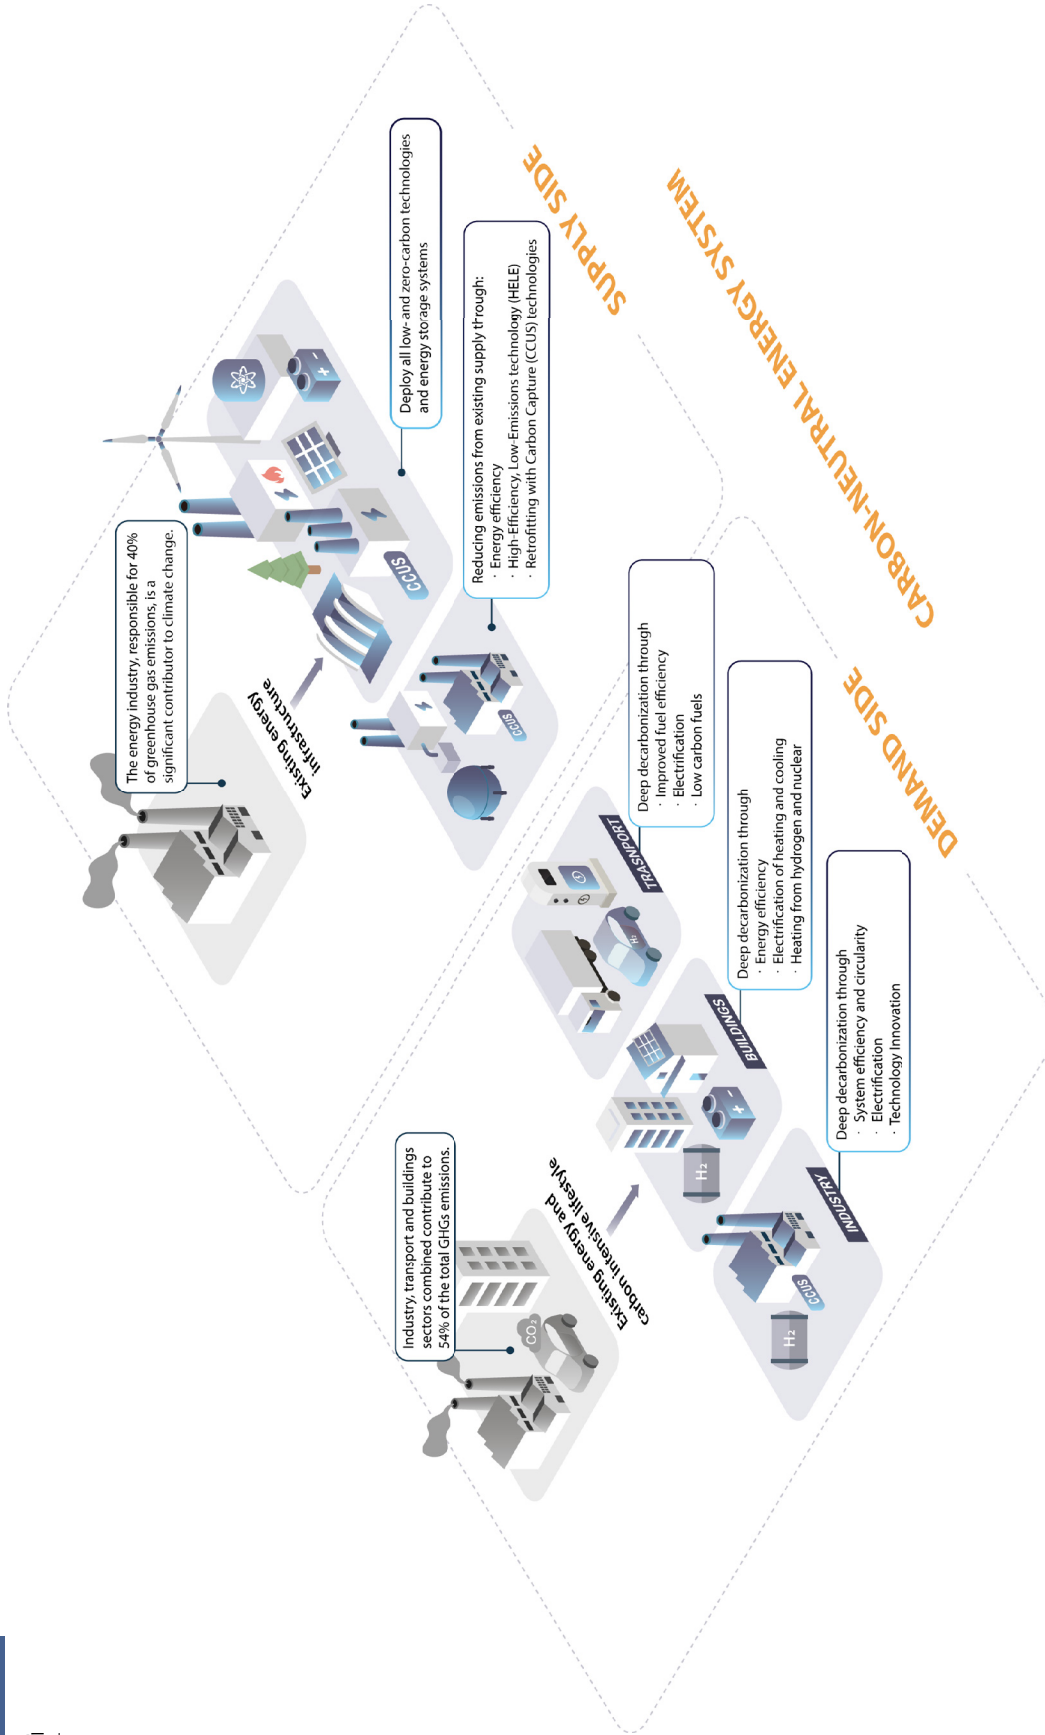 The energy industry, responsible for 40%
of greenhouse gas emissions, is a
significant contributor to climate change.
Existing energy
infrastructure
CCUS
Deploy all low- and zero-carbon technologies
and energy storage systems
CCUS
Reducing emissions from existing supply through:
· Energy efficiency
· High-Efficiency, Low-Emissions technology (HELE)
· Retrofitting with Carbon Capture (CCUS) technologies
SUPPLY SIDE
CARBON-NEUTRAL ENERGY SYSTEM
Industry, transport and buildings
sectors combined contribute to
54% of the total GHGs emissions.
CO2
Existing energy and
carbon intensive lifestyle
H2
TRASNPORT
Deep decarbonization through
· Improved fuel efficiency
· Electrification
· Low carbon fuels
H2
BUILDINGS
Deep decarbonization through
· Energy efficiency
· Electrification of heating and cooling
· Heating from hydrogen and nuclear
H2
CCUS
INDUSTRY
Deep decarbonization through
· System efficiency and circularity
· Electrification
· Technology Innovation
DEMAND SIDE